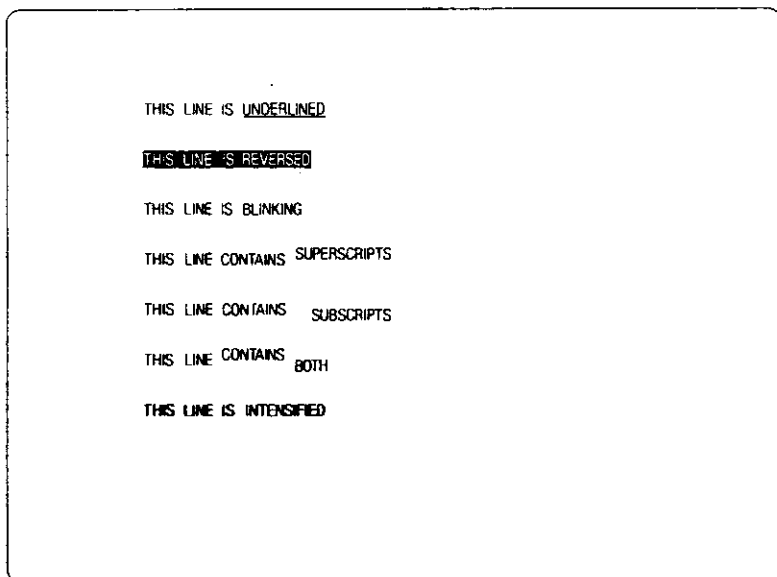 THIS LINE IS UNDERLINED
THIS LINE IS REVERSED
THIS LINE IS BLINKING
THIS LINE CONTAINS SUPERSCRIPTS
THIS LINE CONTAINS SUBSCRIPTS
THIS LINE CONTAINS BOTH
THIS LINE IS INTENSIFIED